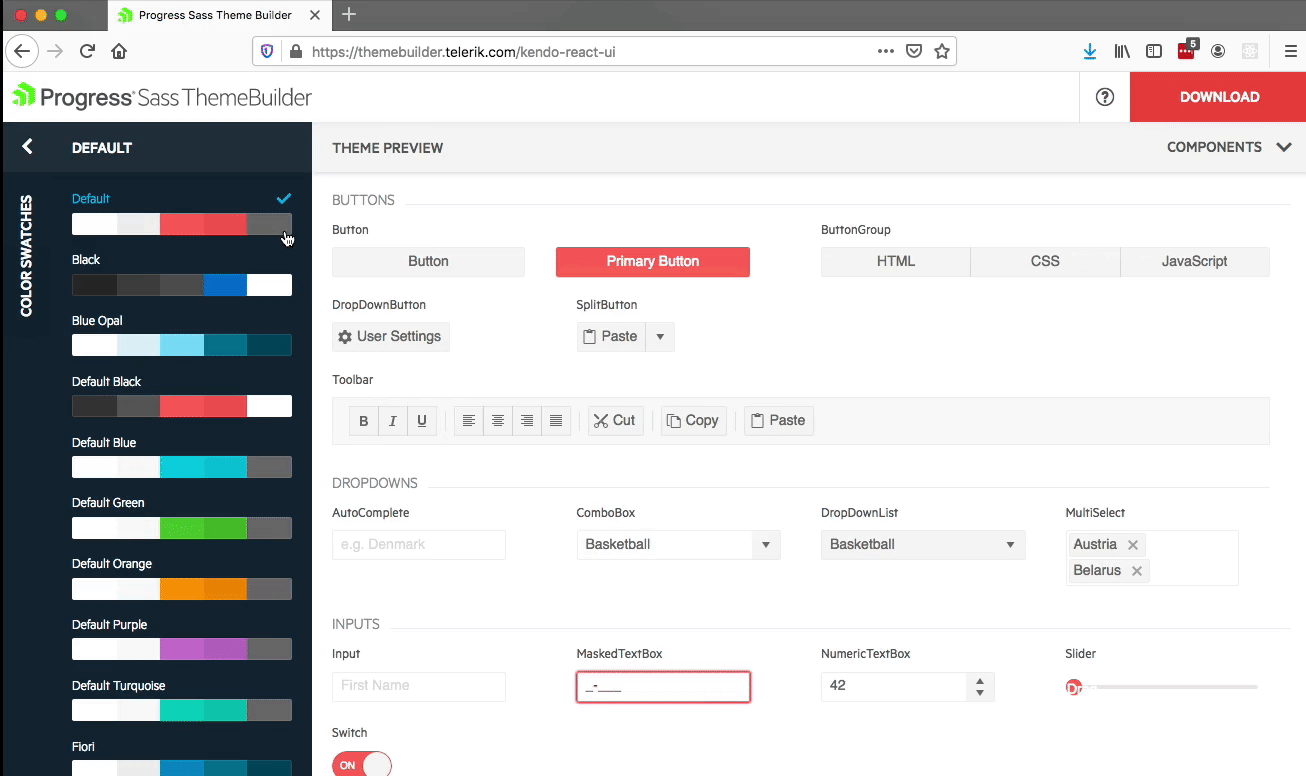 Progress Sass Theme Builder
https://themebuilder.telerik.com/kendo-react-ui
5
Progress Sass ThemeBuilder
DOWNLOAD
DEFAULT
THEME PREVIEW
COMPONENTS
COLOR SWATCHES
Default
Black
Blue Opal
Default Black
Default Blue
Default Green
Default Orange
Default Purple
Default Turquoise
Fiori
BUTTONS
Button
ButtonGroup
Button
Primary Button
HTML
CSS
JavaScript
DropDownButton
SplitButton
User Settings
Paste
Toolbar
B I U
Cut
Copy
Paste
DROPDOWNS
AutoComplete
ComboBox
DropDownList
MultiSelect
e.g. Denmark
Basketball
Basketball
Austria
Belarus
INPUTS
Input
MaskedTextBox
NumericTextBox
Slider
First Name
_-___
42
Switch
ON